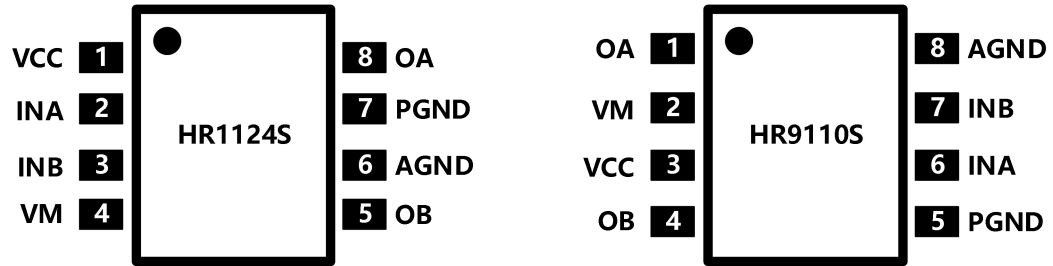 VCC 1 8 OA
INA 2 7 PGND
HR1124S
INB 3 6 AGND
VM 4 5 OB
OA 1 8 AGND
VM 2 7 INB
HR9110S
VCC 3 6 INA
OB 4 5 PGND